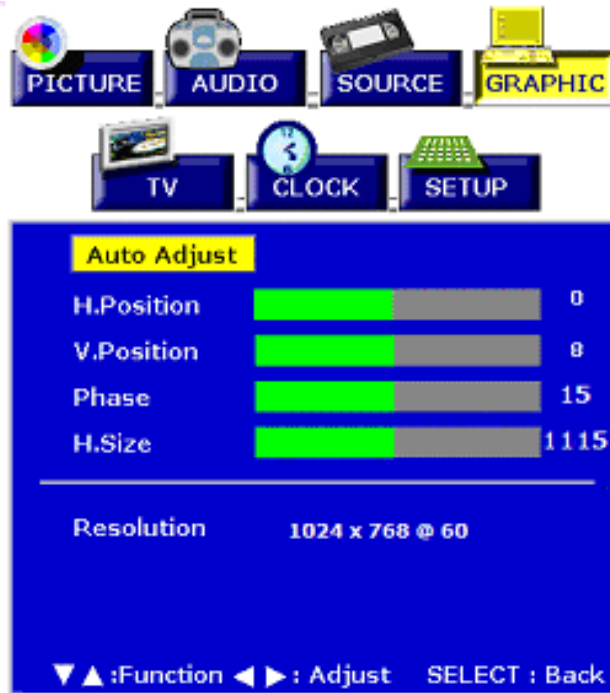 PICTURE AUDIO SOURCE GRAPHIC
TV CLOCK SETUP
Auto Adjust
H.Position 0
V.Position 8
Phase 15
H.Size 1115
Resolution 1024 x 768 @ 60
▼▲:Function ◀ ▶: Adjust SELECT : Back